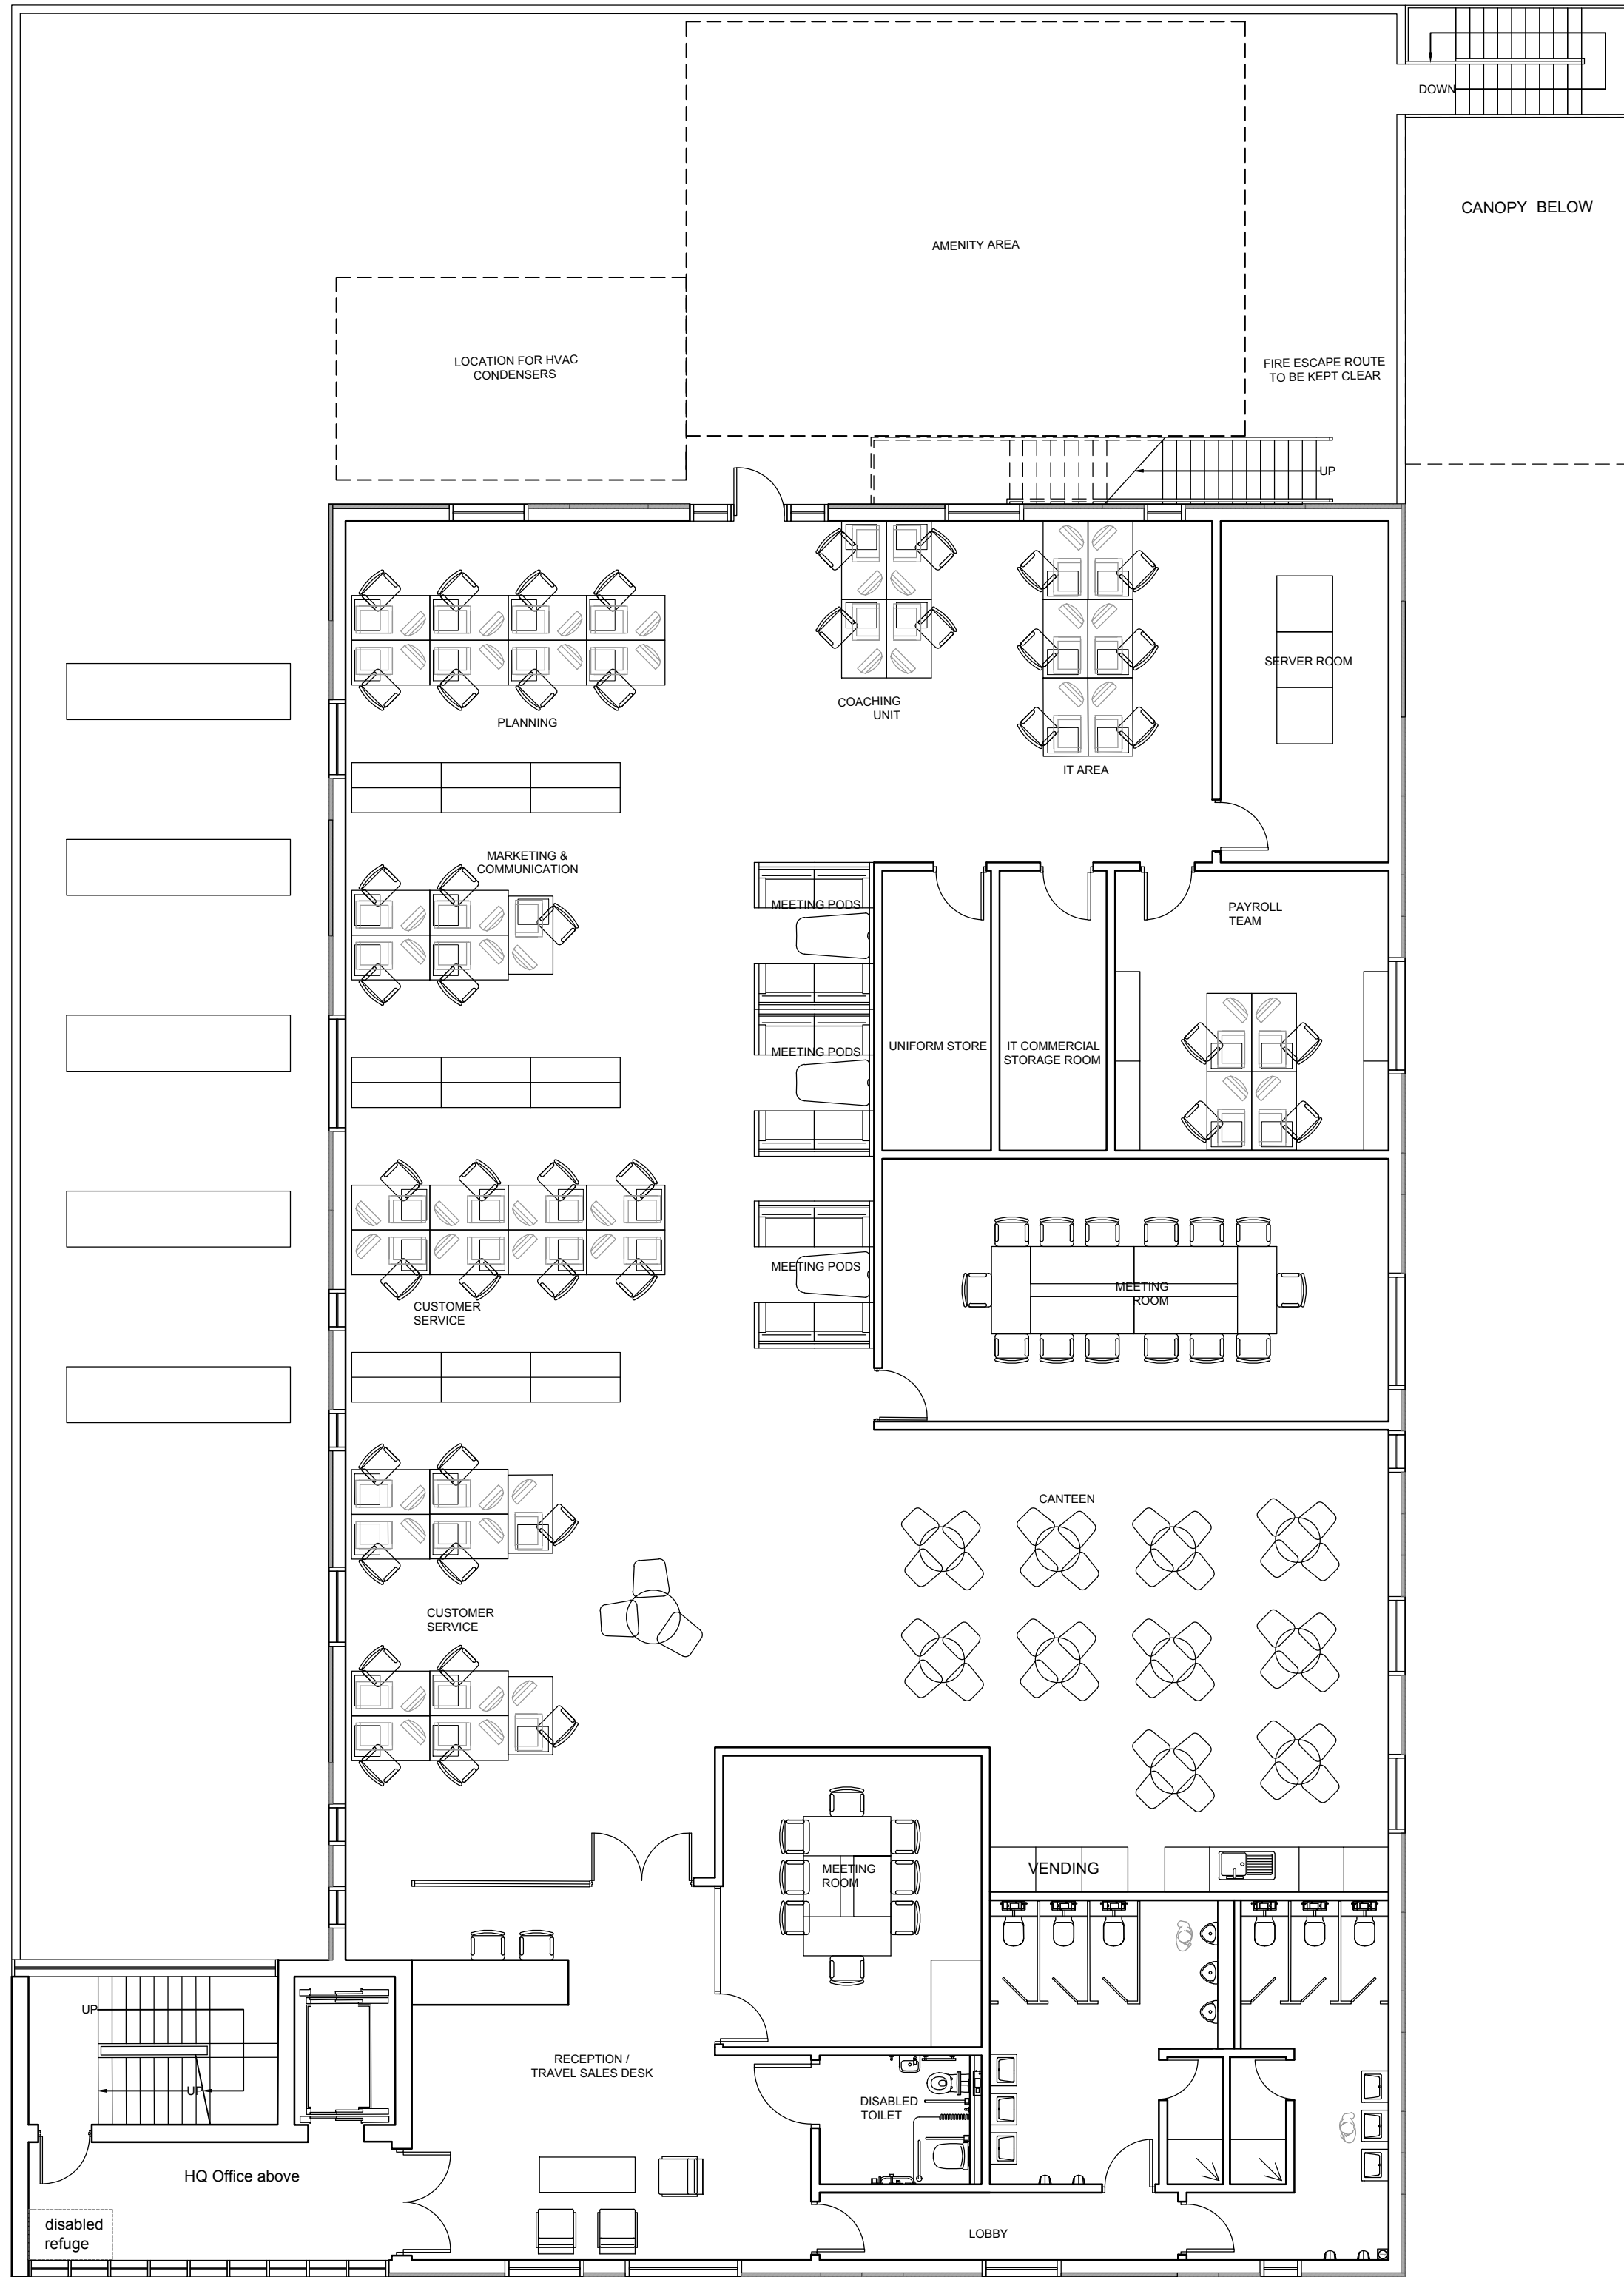 DOWN
CANOPY BELOW
AMENITY AREA
LOCATION FOR HVAC
CONDENSERS
FIRE ESCAPE ROUTE
TO BE KEPT CLEAR
UP
SERVER ROOM
COACHING
UNIT
PLANNING
IT AREA
MARKETING &
COMMUNICATION
MEETING PODS
PAYROLL
TEAM
MEETING PODS
UNIFORM STORE
IT COMMERCIAL
STORAGE ROOM
MEETING PODS
MEETING
ROOM
CUSTOMER
SERVICE
CANTEEN
CUSTOMER
SERVICE
MEETING
ROOM
VENDING
UP
RECEPTION /
TRAVEL SALES DESK
UP
DISABLED
TOILET
HQ Office above
disabled
refuge
LOBBY